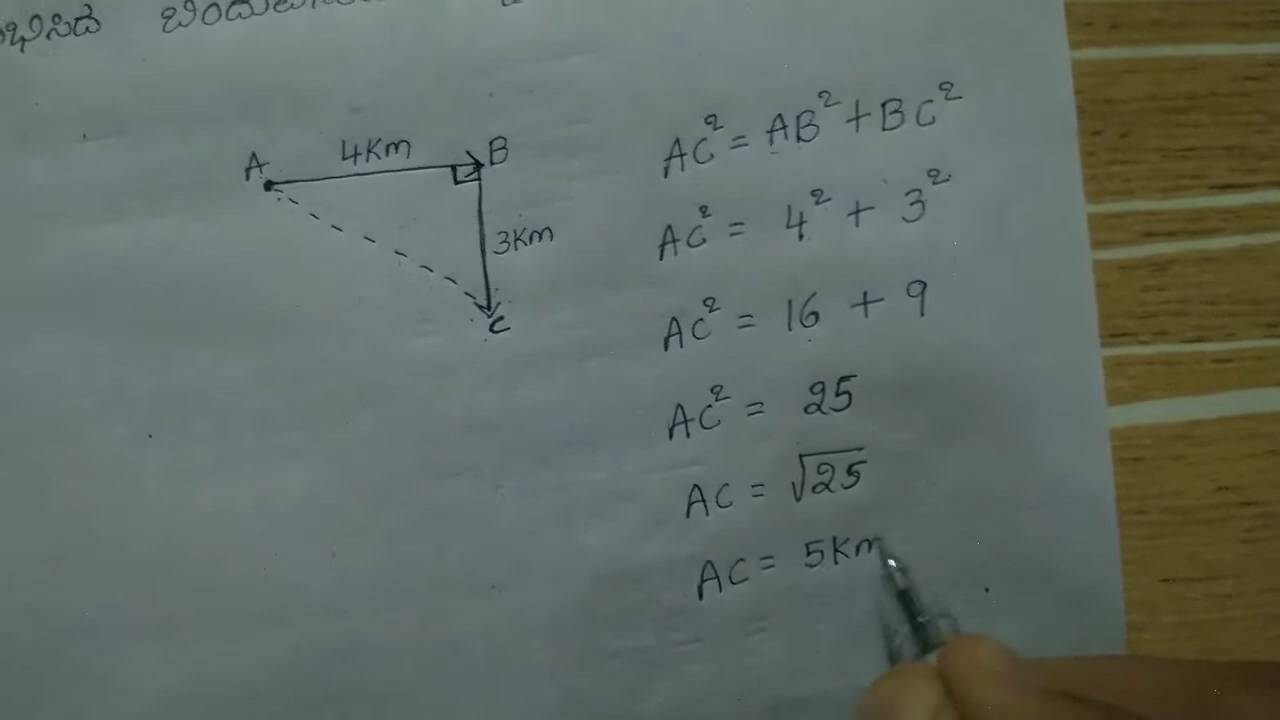 A 4Km B
3Km
C
AC² = AB² + BC²
AC² = 4² + 3²
AC² = 16 + 9
AC² = 25
AC = √25
AC = 5Km